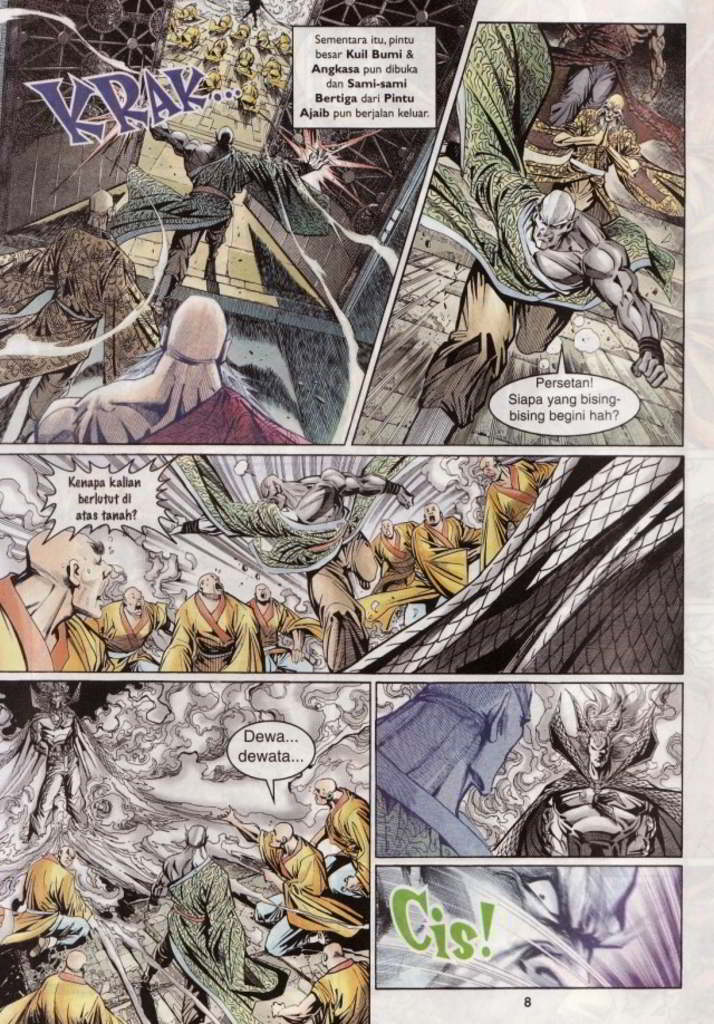 KRAK...
Sementara itu, pintu
besar Kuil Bumi &
Angkasa pun dibuka
dan Sami-sami
Bertiga dari Pintu
Ajaib pun berjalan keluar.
Persetan!
Siapa yang bising-
bising begini hah?
Kenapa kalian
berlutut di
atas tanah?
Dewa...
dewata...
Cis!
8